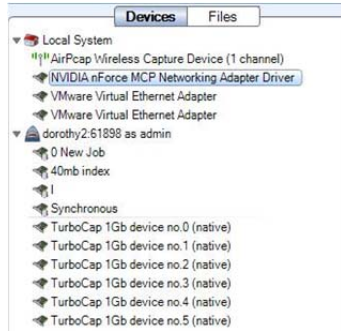 Devices Files
Local System
AirPcap Wireless Capture Device (1 channel)
NVIDIA nForce MCP Networking Adapter Driver
VMware Virtual Ethernet Adapter
VMware Virtual Ethernet Adapter
dorothy2:61898 as admin
0 New Job
40mb index
I
Synchronous
TurboCap 1Gb device no.0 (native)
TurboCap 1Gb device no.1 (native)
TurboCap 1Gb device no.2 (native)
TurboCap 1Gb device no.3 (native)
TurboCap 1Gb device no.4 (native)
TurboCap 1Gb device no.5 (native)